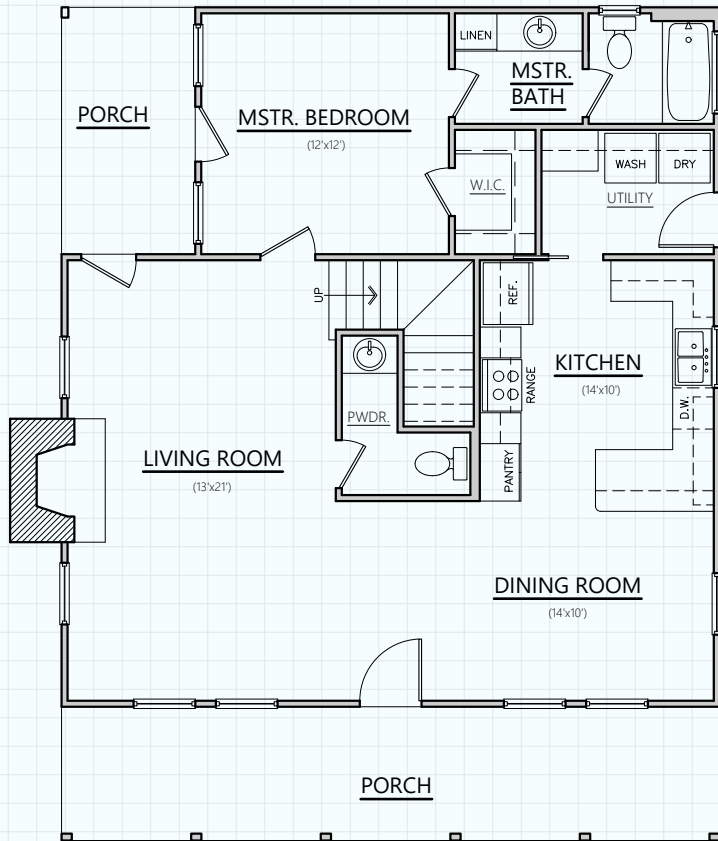 LINEN
MSTR.
BATH
PORCH
MSTR. BEDROOM
(12'x12')
WASH
DRY
W.I.C.
UTILITY
UP
REF.
KITCHEN
(14'x10')
RANGE
D.W.
PWDR.
LIVING ROOM
(13'x21')
PANTRY
DINING ROOM
(14'x10')
PORCH